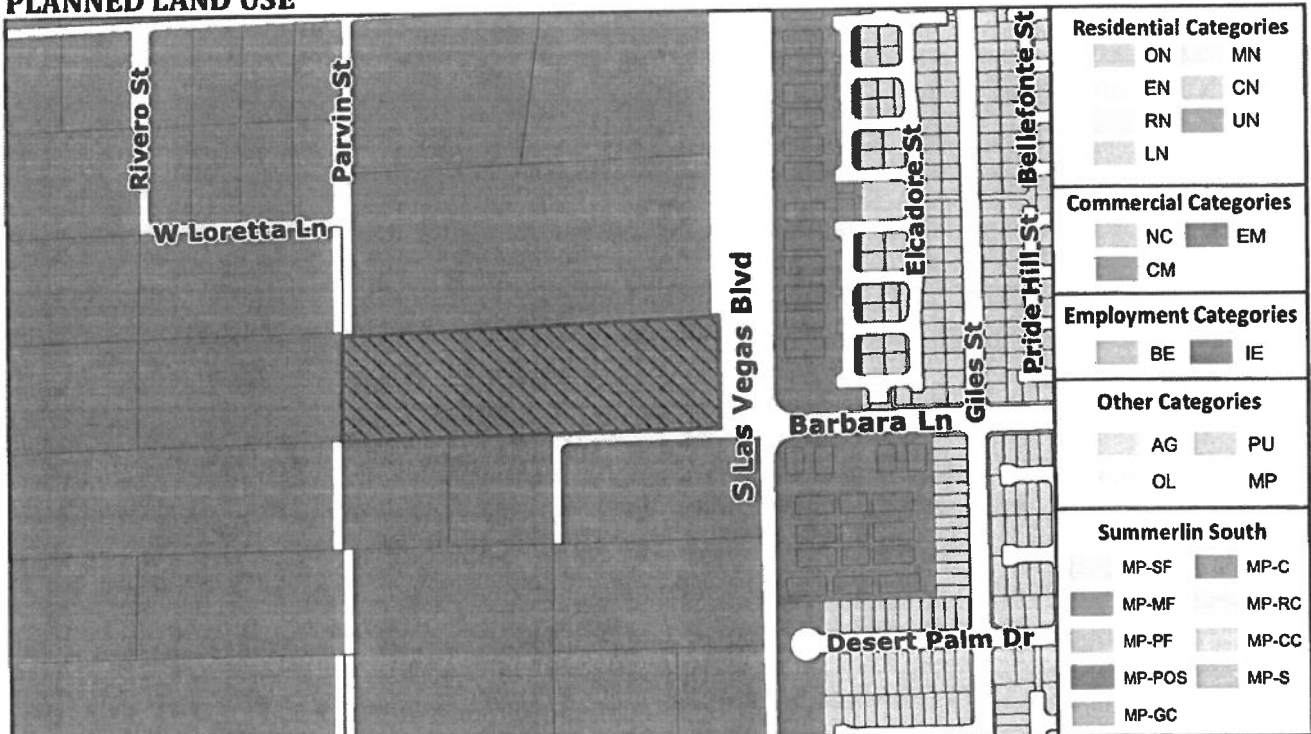 PLANNED LAND USE
Rivero St
Parvin St
W Loretta Ln
S Las Vegas Blvd
Elcadore St
Giles St
Bellefonte St
Pride Hill St
Barbara Ln
Desert Palm Dr
Residential Categories
ON MN
EN CN
RN UN
LN
Commercial Categories
NC EM
CM
Employment Categories
BE IE
Other Categories
AG PU
OL MP
Summerlin South
MP-SF MP-C
MP-MF MP-RC
MP-PF MP-CC
MP-POS MP-S
MP-GC